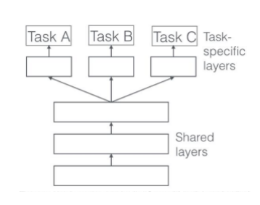 Task A Task B Task C Task-
specific
layers
Shared
layers